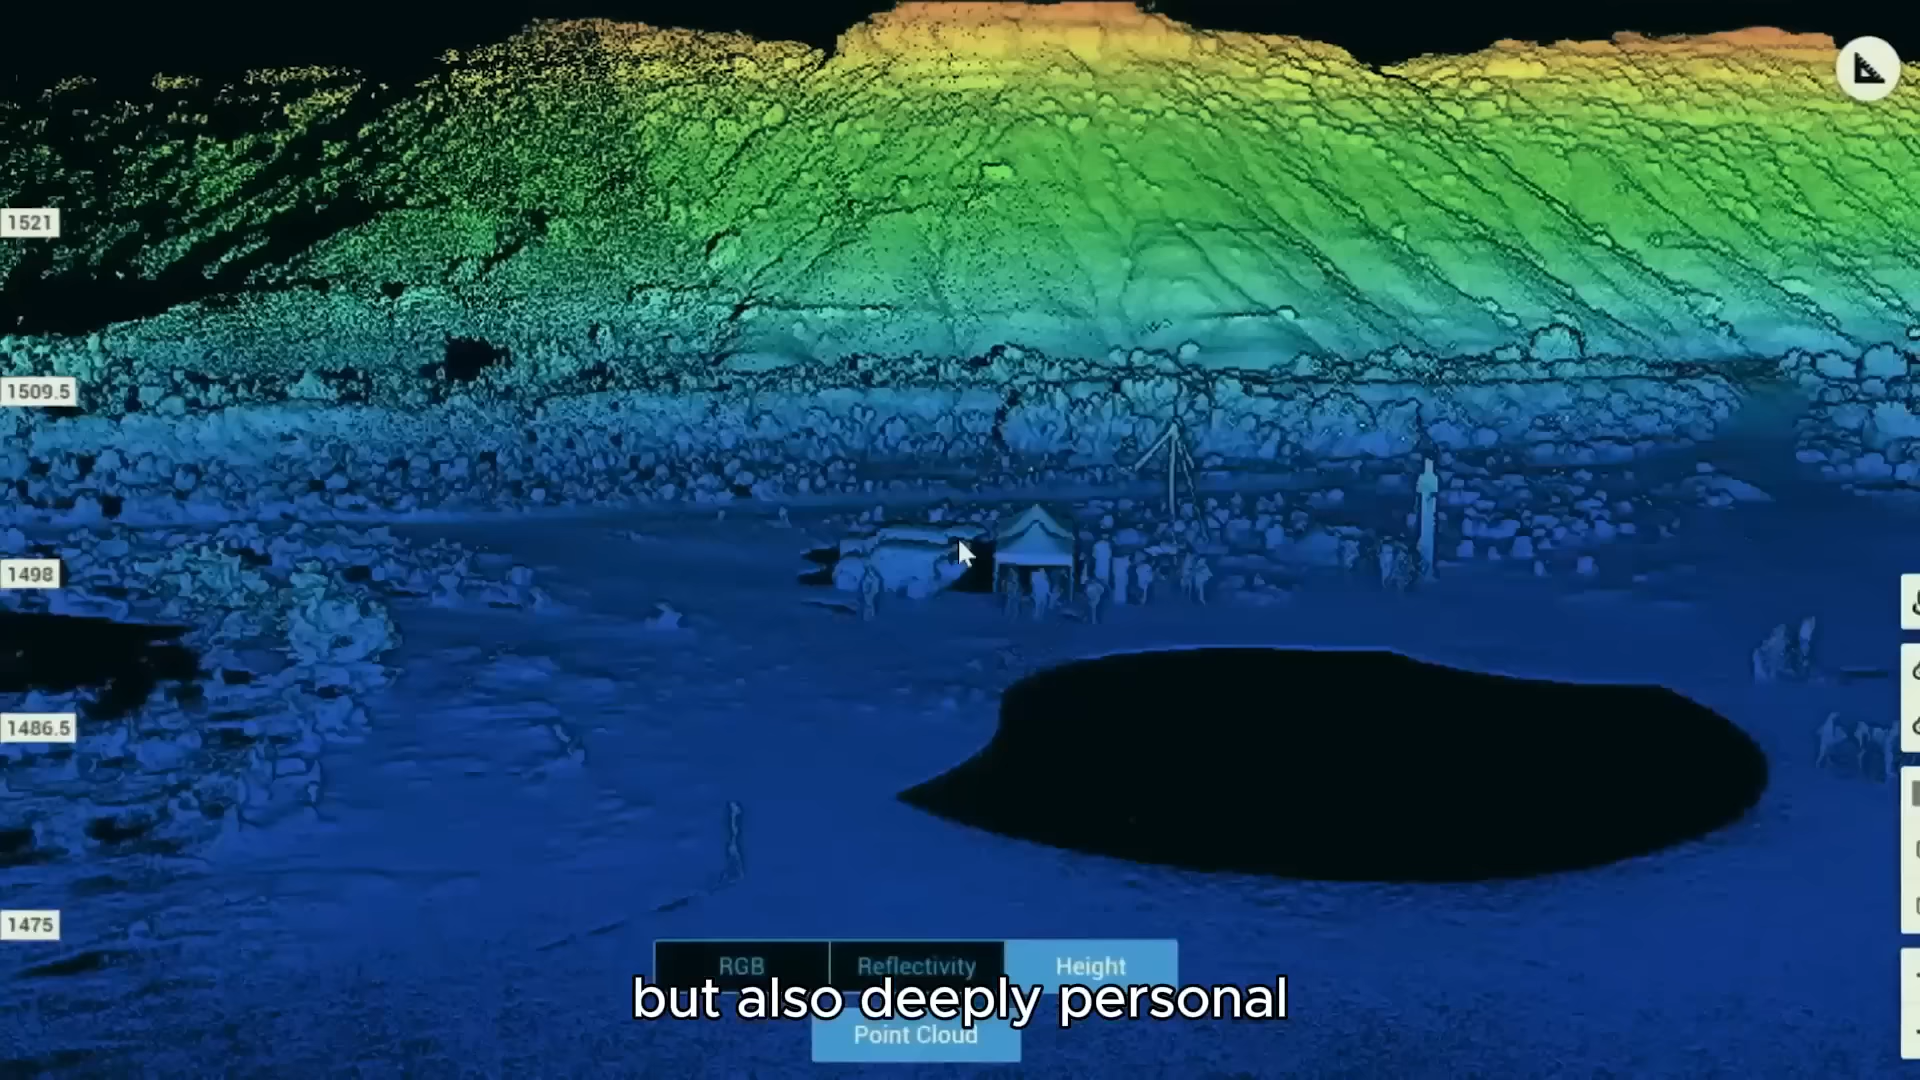 1521
1509.5
1498
1486.5
1475
RGB Reflectivity Height
but also deeply personal
Point Cloud